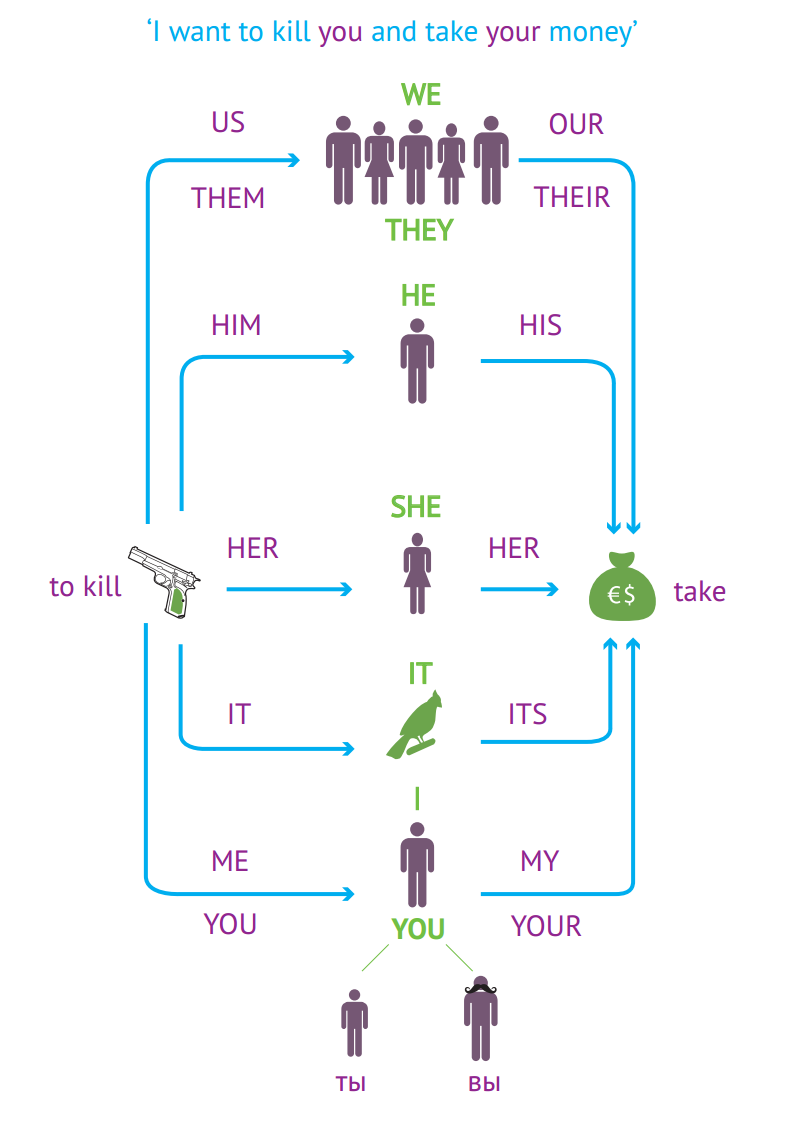 ‘I want to kill you and take your money’
WE
US
OUR
THEM
THEIR
THEY
HE
HIM
HIS
SHE
HER
HER
to kill
€$
take
IT
IT
ITS
I
ME
MY
YOU
YOU
YOUR
ты
вы